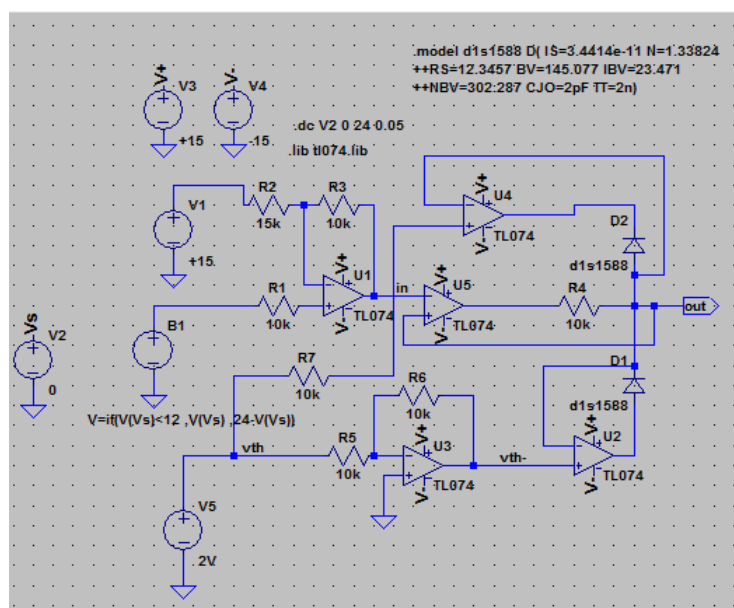 .model d1s1588 D( IS=3.4414e-11 N=1.33824
++RS=12.3457 BV=145.077 IBV=23.471
++NBV=302.287 CJO=2pF TT=2n)
V+ V3 +15
V- V4 -15
.dc V2 0 24 0.05
.lib tl074.lib
V1 +15
R2 15k
R3 10k
V+ U4 V- TL074
D2 d1s1588
R1 10k
V+ U1 V- TL074
in
V+ U5 V- TL074
R4 10k
out
Vs V2 0
B1
V=if(V(Vs)<12 ,V(Vs) ,24-V(Vs))
R7 10k
D1 d1s1588
R6 10k
vth
R5 10k
V+ U3 V- TL074
vth-
V+ U2 V- TL074
V5 2V